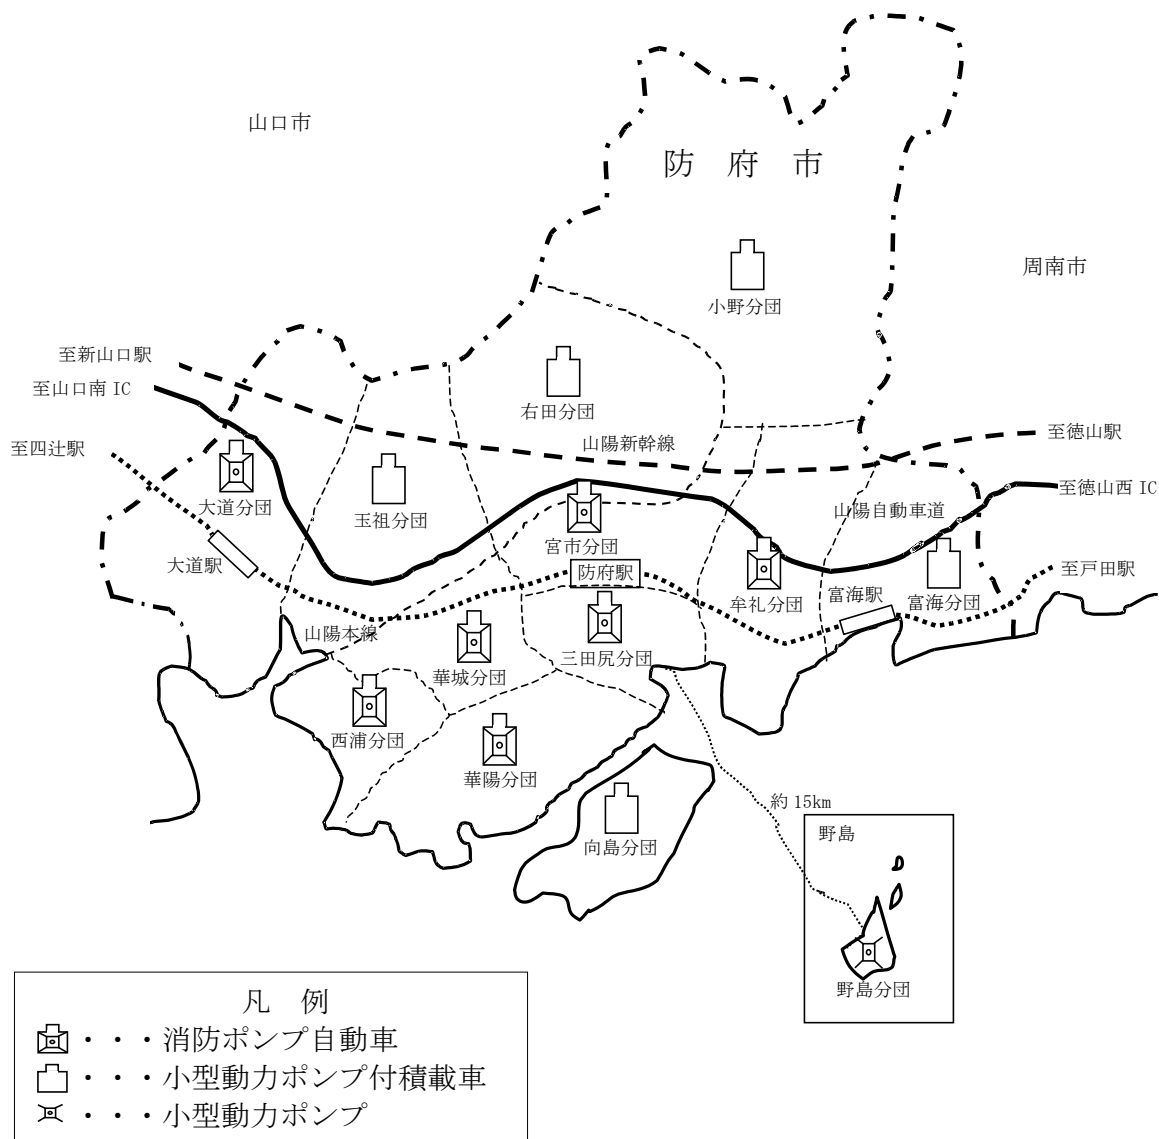 山口市
防府市
周南市
小野分団
至新山口駅
至山口南 IC
右田分団
至四辻駅
山陽新幹線
至徳山駅
至徳山西 IC
大道分団
玉祖分団
山陽自動車道
宮市分団
大道駅
防府駅
至戸田駅
牟礼分団
富海駅
富海分団
山陽本線
三田尻分団
華城分団
西浦分団
華陽分団
約 15km
野島
向島分団
野島分団
凡 例
・・・消防ポンプ自動車
・・・小型動力ポンプ付積載車
・・・小型動力ポンプ